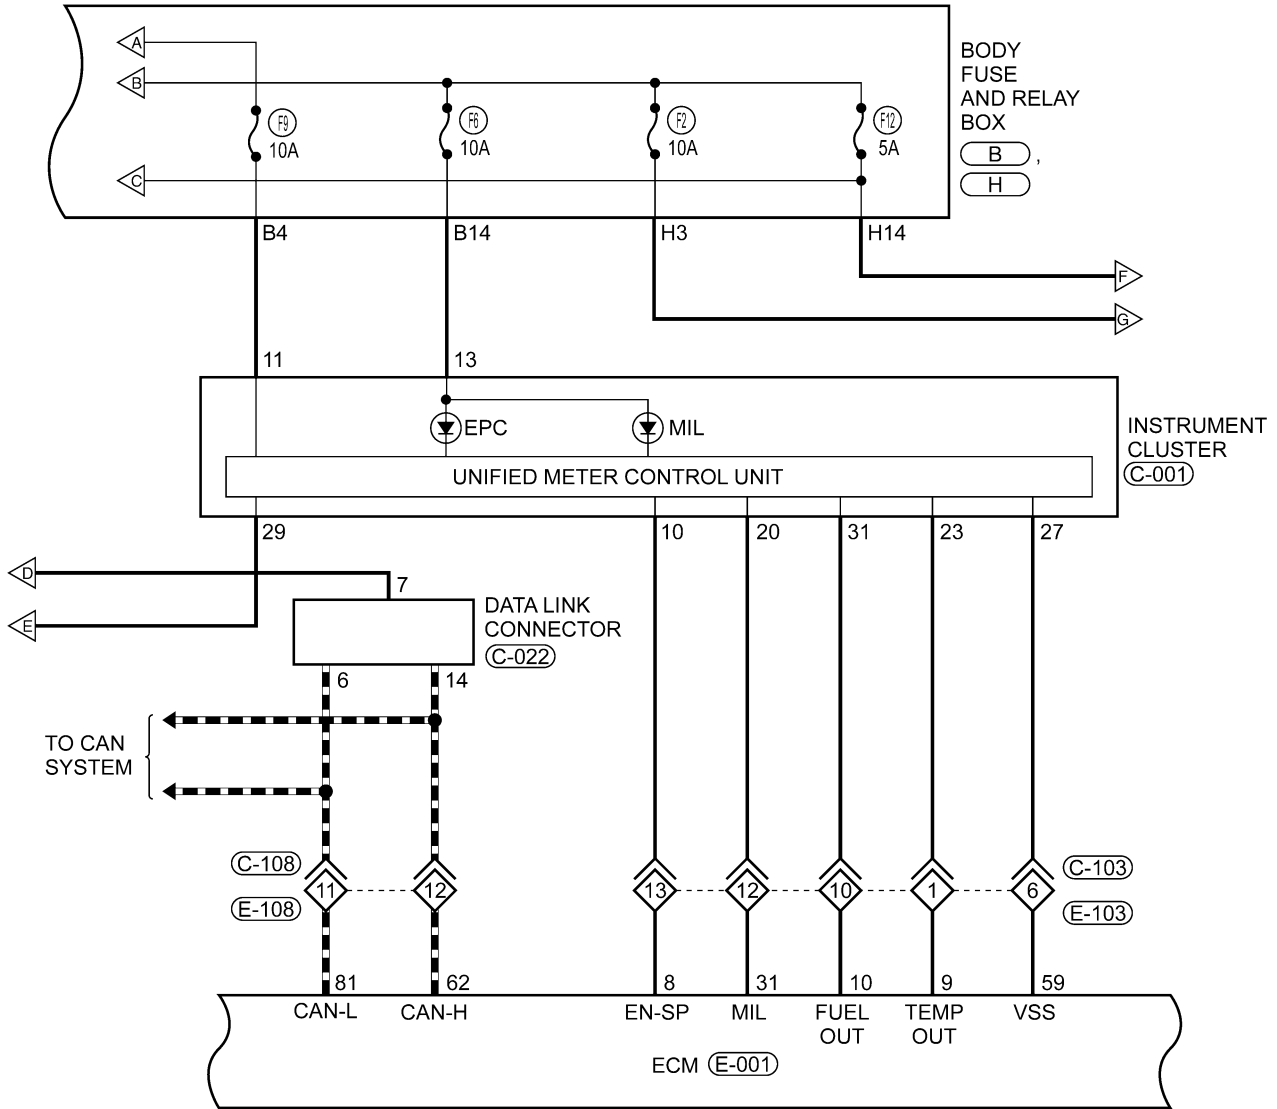 A
BODY
FUSE
AND RELAY
BOX
B ,
H
B
F9
10A
F6
10A
F2
10A
F12
5A
C
B4
B14
H3
H14
F
G
11
13
EPC
MIL
INSTRUMENT
CLUSTER
C-001
UNIFIED METER CONTROL UNIT
29
10
20
31
23
27
D
7
E
DATA LINK
CONNECTOR
C-022
6
14
TO CAN
SYSTEM
C-108
E-108
11
12
13
12
10
1
6
C-103
E-103
81
62
8
31
10
9
59
CAN-L
CAN-H
EN-SP
MIL
FUEL
OUT
TEMP
OUT
VSS
ECM E-001